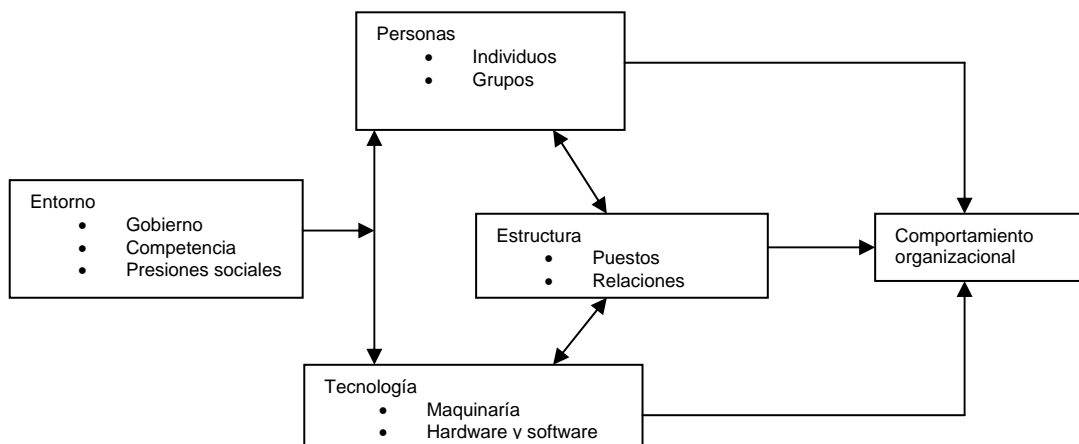 Personas
• Individuos
• Grupos
Entorno
• Gobierno
• Competencia
• Presiones sociales
Estructura
• Puestos
• Relaciones
Comportamiento
organizacional
Tecnología
• Maquinaría
• Hardware y software